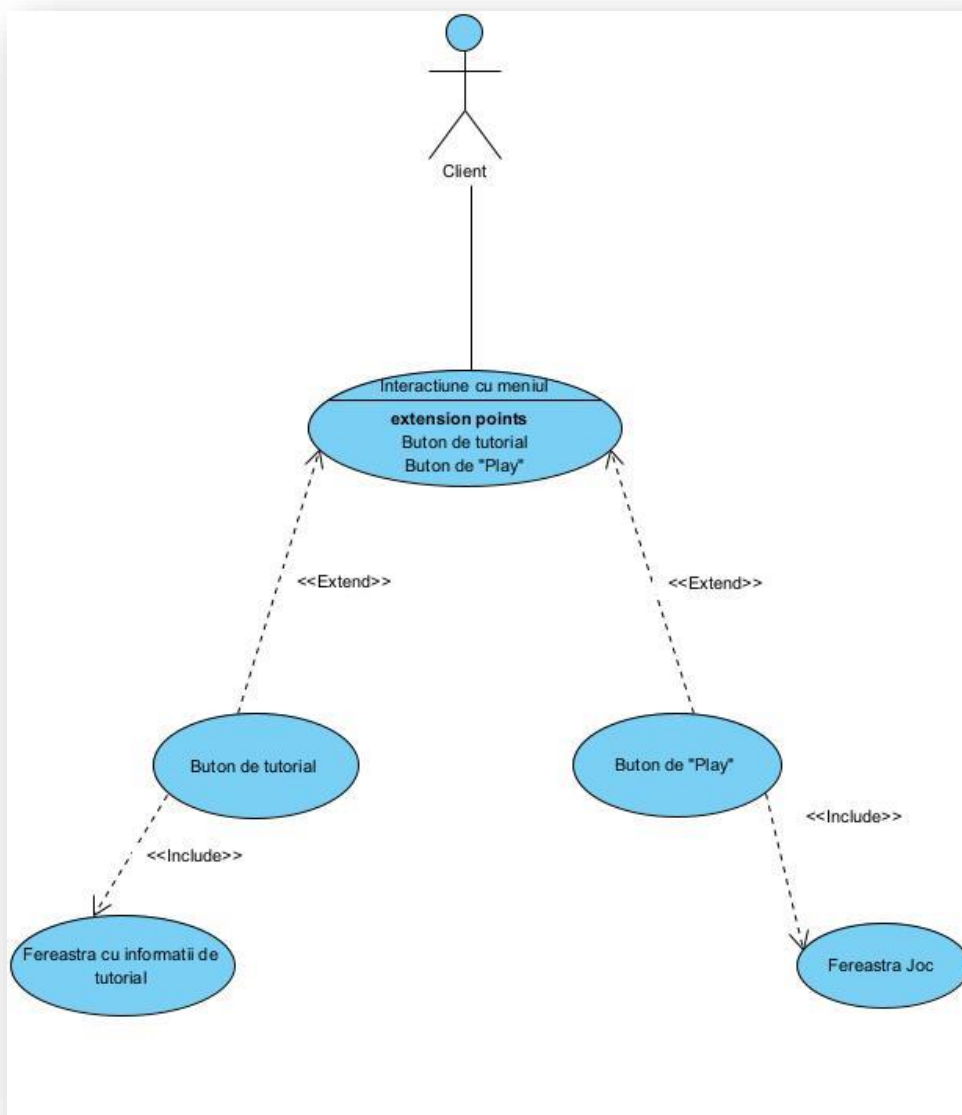 Client
Interactiune cu meniul
extension points
Buton de tutorial
Buton de "Play"
<<Extend>>
<<Extend>>
Buton de tutorial
Buton de "Play"
<<Include>>
<<Include>>
Fereastra cu informatii de
tutorial
Fereastra Joc